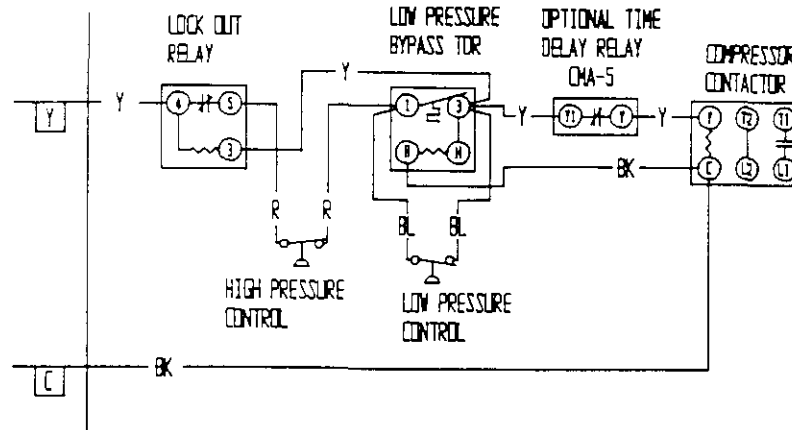 LOCK OUT
RELAY
LOW PRESSURE
BYPASS TDR
OPTIONAL TIME
DELAY RELAY
CMA-5
COMPRESSOR
CONTACTOR
Y
Y
4
5
3
Y
1
3
Y
Y1
Y
Y
Y
T2
T1
B
M
BK
C
L2
L1
R
R
BL
BL
HIGH PRESSURE
CONTROL
LOW PRESSURE
CONTROL
BK
C